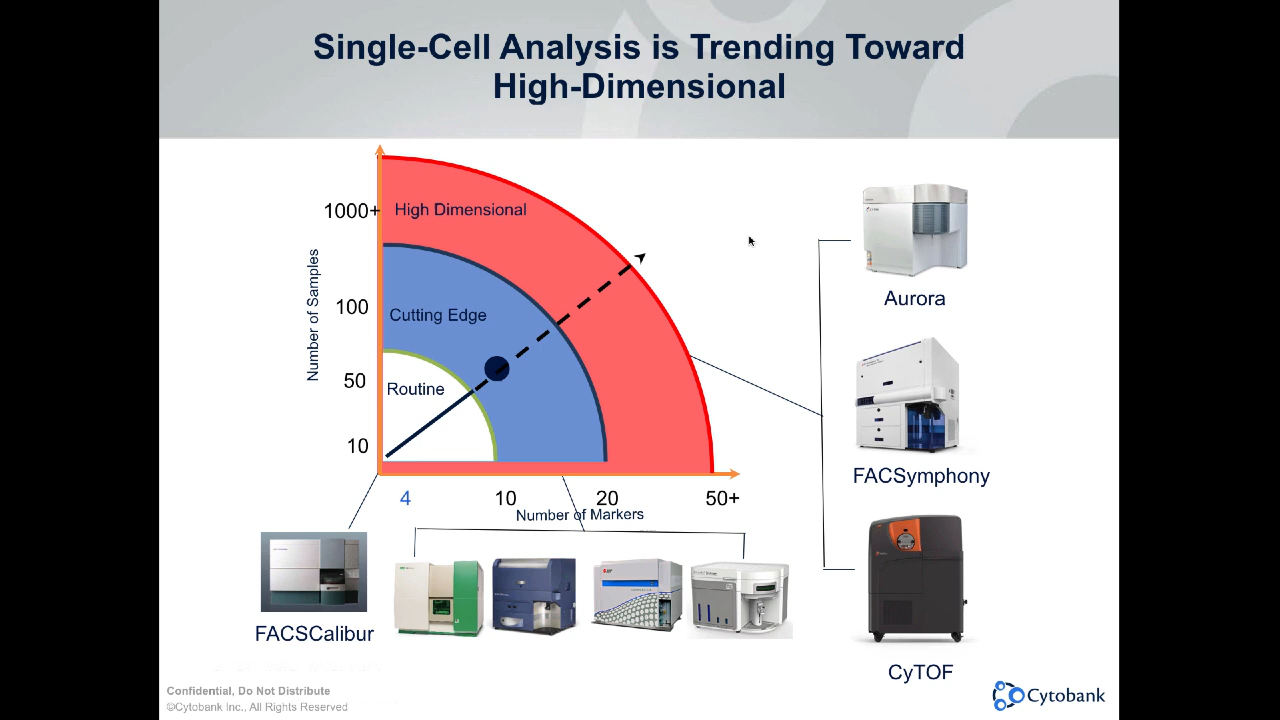 Single-Cell Analysis is Trending Toward
High-Dimensional
1000+
High Dimensional
Number of Samples
100
Cutting Edge
50
Routine
10
4
10
20
50+
Number of Markers
Aurora
FACSymphony
CyTOF
FACSCalibur
Confidential, Do Not Distribute
©Cytobank Inc., All Rights Reserved
Cytobank